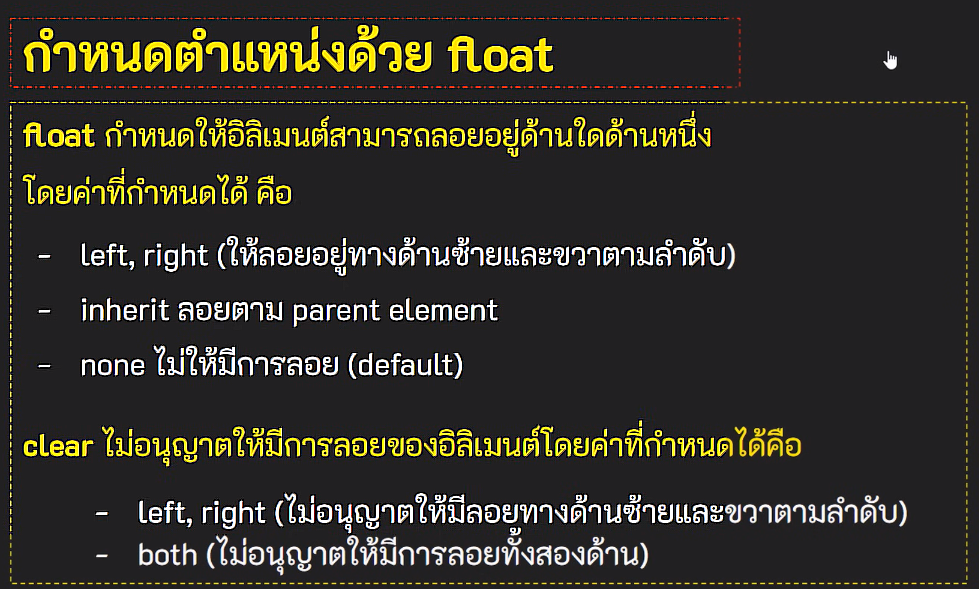 กำหนดตำแหน่งด้วย float
float กำหนดให้อิลิเมนต์สามารถลอยอยู่ด้านใดด้านหนึ่ง
โดยค่าที่กำหนดได้ คือ
- left, right (ให้ลอยอยู่ทางด้านซ้ายและขวาตามลำดับ)
- inherit ลอยตาม parent element
- none ไม่ให้มีการลอย (default)
clear ไม่อนุญาตให้มีการลอยของอิลิเมนต์โดยค่าที่กำหนดได้คือ
- left, right (ไม่อนุญาตให้มีลอยทางด้านซ้ายและขวาตามลำดับ)
- both (ไม่อนุญาตให้มีการลอยทั้งสองด้าน)